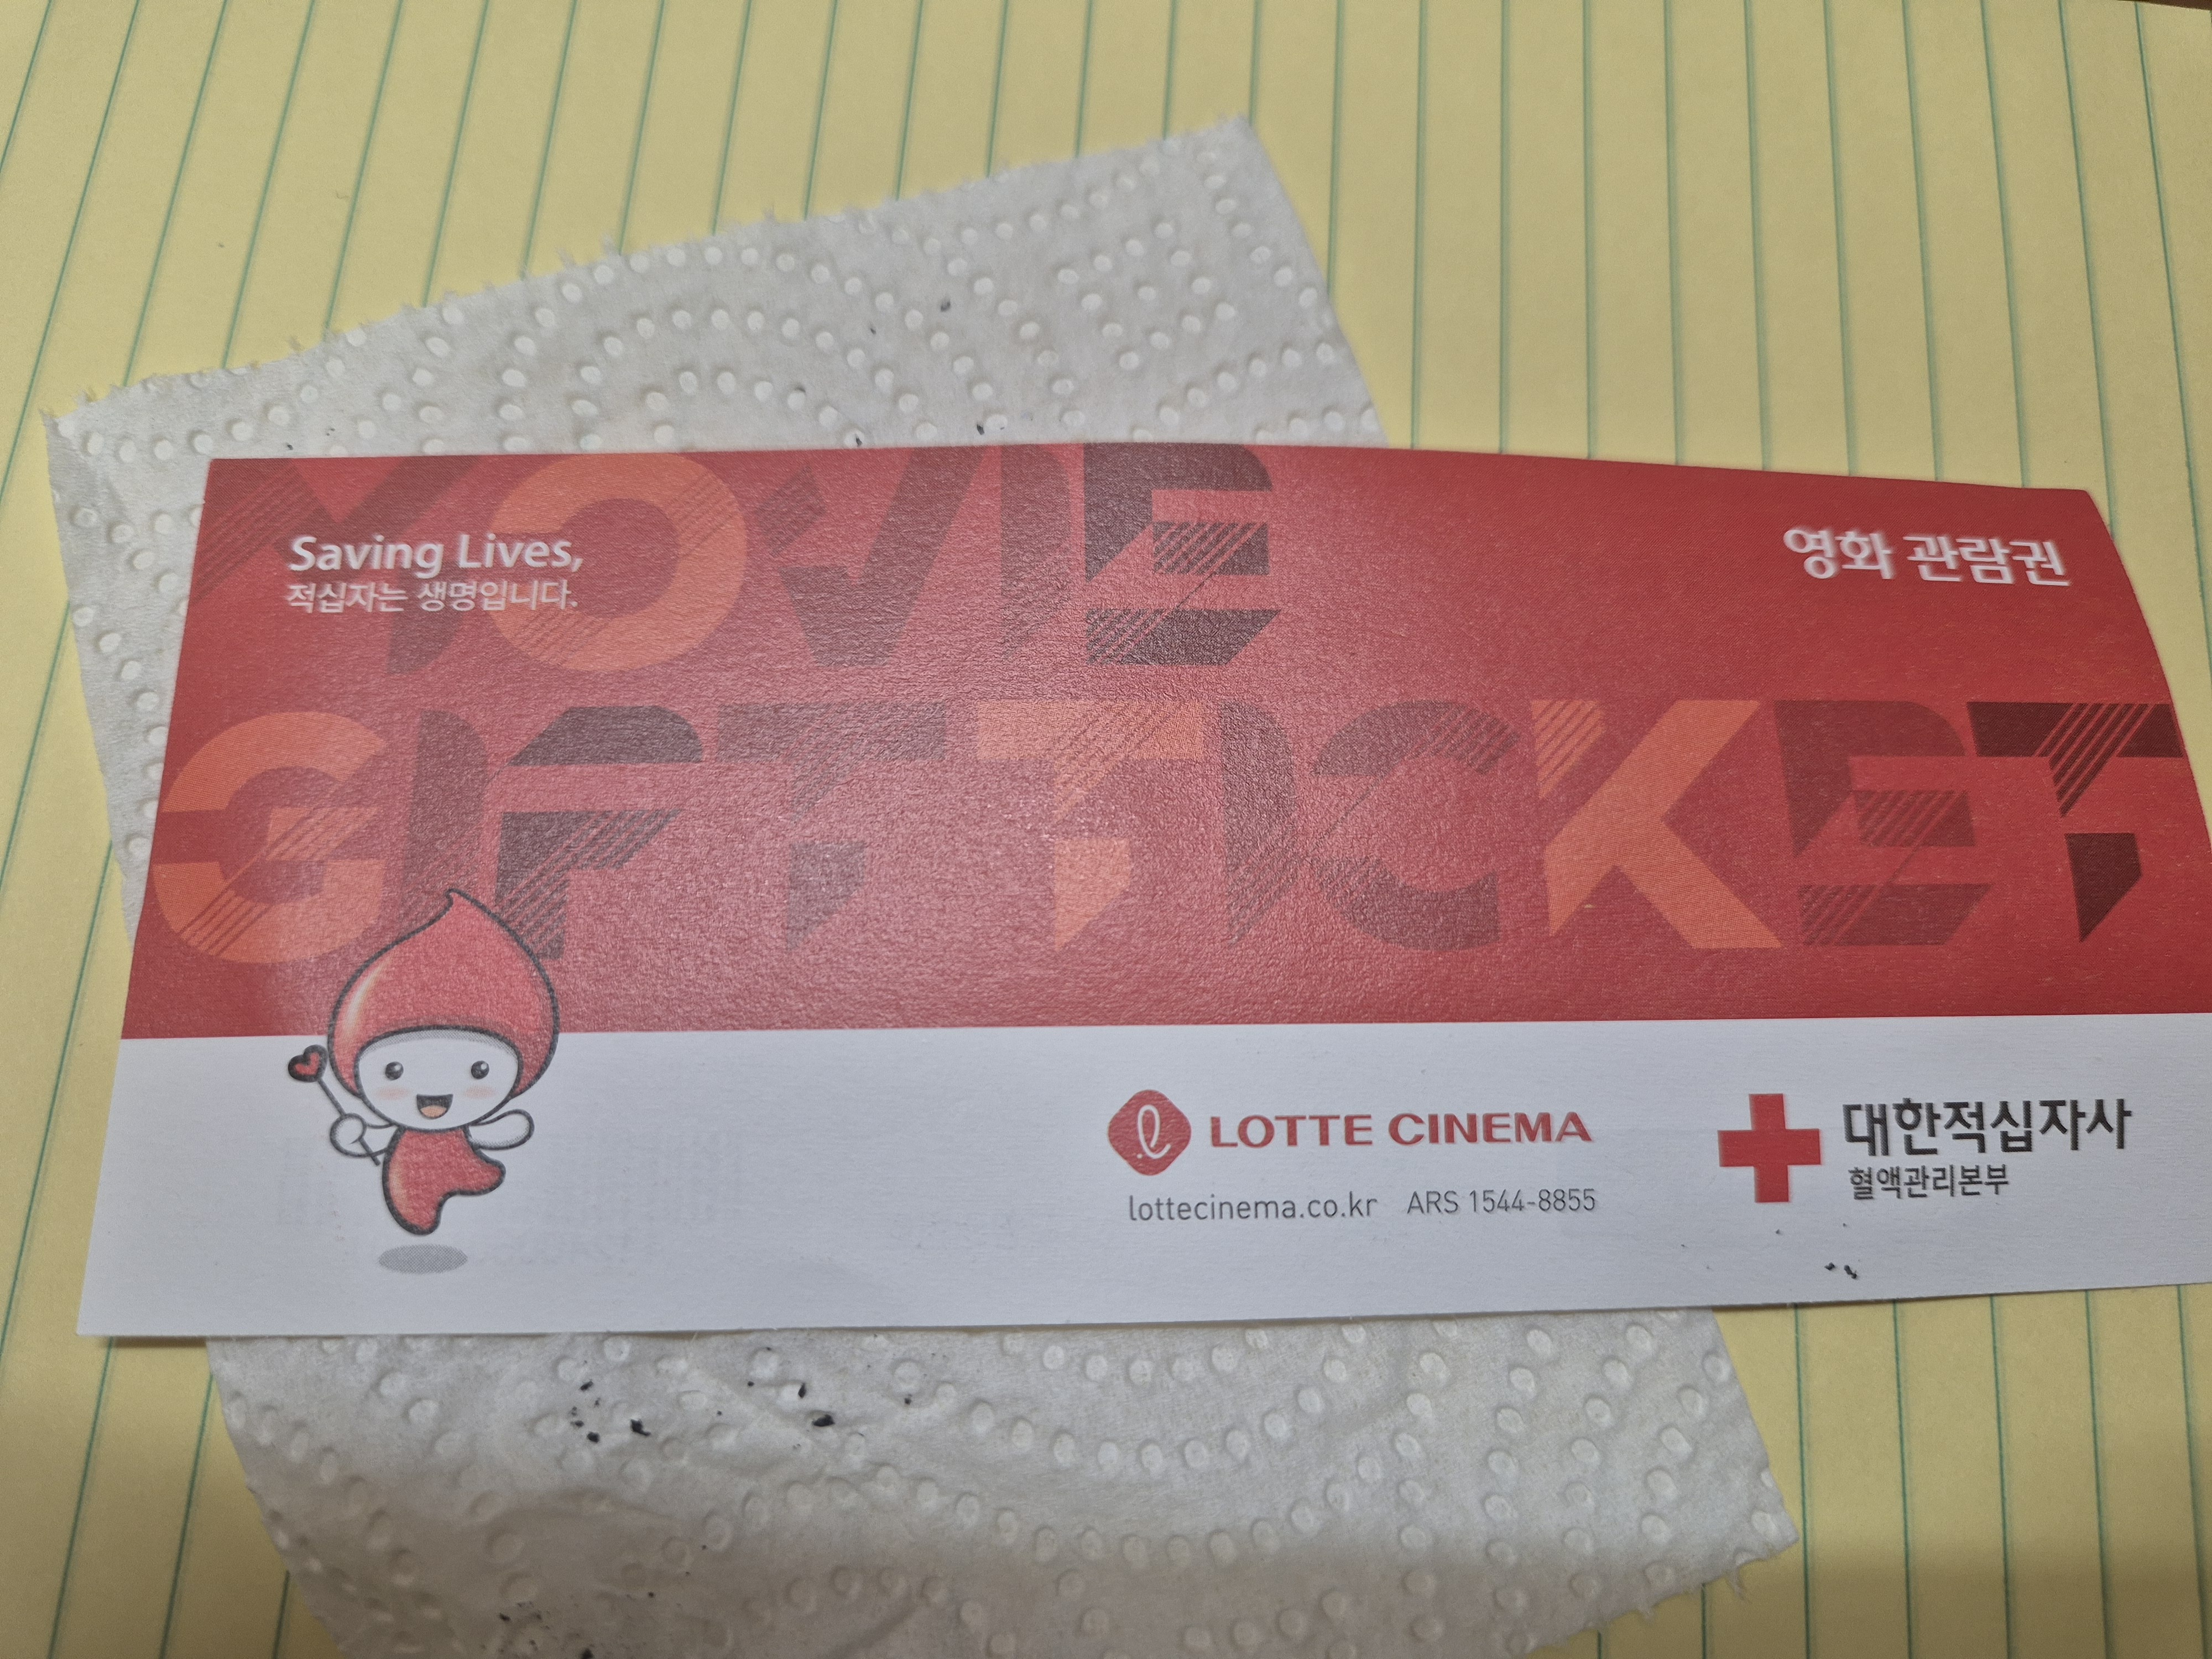 MOVIE
Saving Lives,
적십자는 생명입니다.
영화 관람권
GIFT TICKET
LOTTE CINEMA
lottecinema.co.kr ARS 1544-8855
대한적십자사
혈액관리본부